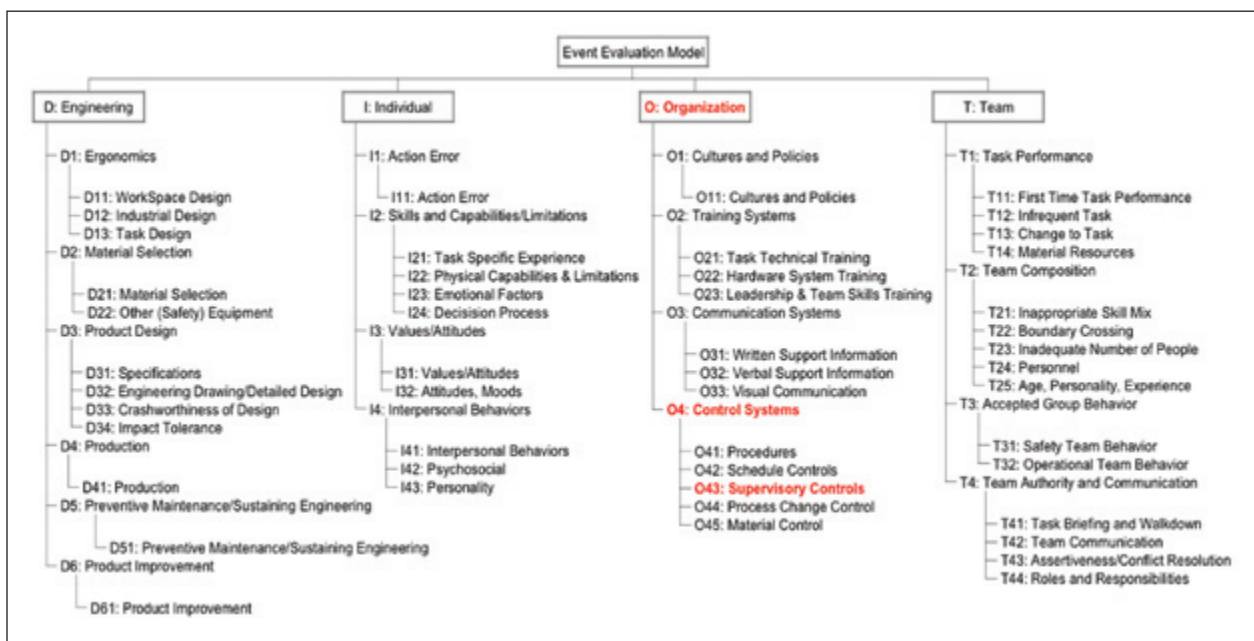 Event Evaluation Model
D: Engineering
D1: Ergonomics
D11: WorkSpace Design
D12: Industrial Design
D13: Task Design
D2: Material Selection
D21: Material Selection
D22: Other (Safety) Equipment
D3: Product Design
D31: Specifications
D32: Engineering Drawing/Detailed Design
D33: Crashworthiness of Design
D34: Impact Tolerance
D4: Production
D41: Production
D5: Preventive Maintenance/Sustaining Engineering
D51: Preventive Maintenance/Sustaining Engineering
D6: Product Improvement
D61: Product Improvement
I: Individual
I1: Action Error
I11: Action Error
I2: Skills and Capabilities/Limitations
I21: Task Specific Experience
I22: Physical Capabilities & Limitations
I23: Emotional Factors
I24: Decisision Process
I3: Values/Attitudes
I31: Values/Attitudes
I32: Attitudes, Moods
I4: Interpersonal Behaviors
I41: Interpersonal Behaviors
I42: Psychosocial
I43: Personality
O: Organization
O1: Cultures and Policies
O11: Cultures and Policies
O2: Training Systems
O21: Task Technical Training
O22: Hardware System Training
O23: Leadership & Team Skills Training
O3: Communication Systems
O31: Written Support Information
O32: Verbal Support Information
O33: Visual Communication
O4: Control Systems
O41: Procedures
O42: Schedule Controls
O43: Supervisory Controls
O44: Process Change Control
O45: Material Control
T: Team
T1: Task Performance
T11: First Time Task Performance
T12: Infrequent Task
T13: Change to Task
T14: Material Resources
T2: Team Composition
T21: Inappropriate Skill Mix
T22: Boundary Crossing
T23: Inadequate Number of People
T24: Personnel
T25: Age, Personality, Experience
T3: Accepted Group Behavior
T31: Safety Team Behavior
T32: Operational Team Behavior
T4: Team Authority and Communication
T41: Task Briefing and Walkdown
T42: Team Communication
T43: Assertiveness/Conflict Resolution
T44: Roles and Responsibilities